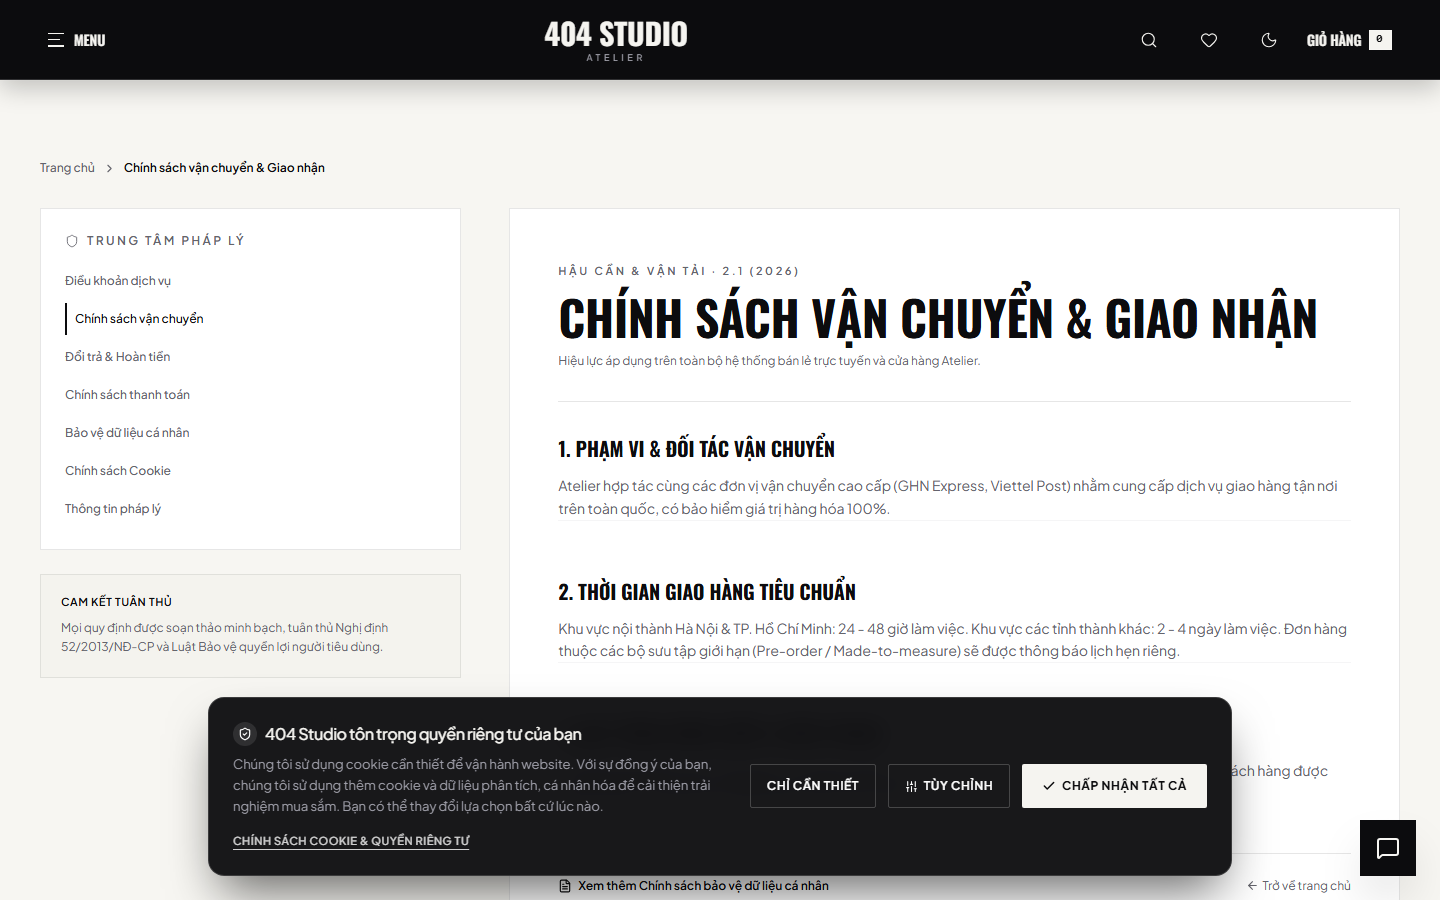 MENU
404 STUDIO
ATELIER
GIỎ HÀNG 0
Trang chủ > Chính sách vận chuyển & Giao nhận
TRUNG TÂM PHÁP LÝ
Điều khoản dịch vụ
Chính sách vận chuyển
Đổi trả & Hoàn tiền
Chính sách thanh toán
Bảo vệ dữ liệu cá nhân
Chính sách Cookie
Thông tin pháp lý
CAM KẾT TUÂN THỦ
Mọi quy định được soạn thảo minh bạch, tuân thủ Nghị định
52/2013/NĐ-CP và Luật Bảo vệ quyền lợi người tiêu dùng.
HẬU CẦN & VẬN TẢI · 2.1 (2026)
CHÍNH SÁCH VẬN CHUYỂN & GIAO NHẬN
Hiệu lực áp dụng trên toàn bộ hệ thống bán lẻ trực tuyến và cửa hàng Atelier.
1. PHẠM VI & ĐỐI TÁC VẬN CHUYỂN
Atelier hợp tác cùng các đơn vị vận chuyển cao cấp (GHN Express, Viettel Post) nhằm cung cấp dịch vụ giao hàng tận nơi
trên toàn quốc, có bảo hiểm giá trị hàng hóa 100%.
2. THỜI GIAN GIAO HÀNG TIÊU CHUẨN
Khu vực nội thành Hà Nội & TP. Hồ Chí Minh: 24 - 48 giờ làm việc. Khu vực các tỉnh thành khác: 2 - 4 ngày làm việc. Đơn hàng
thuộc các bộ sưu tập giới hạn (Pre-order / Made-to-measure) sẽ được thông báo lịch hẹn riêng.
ách hàng được
404 Studio tôn trọng quyền riêng tư của bạn
Chúng tôi sử dụng cookie cần thiết để vận hành website. Với sự đồng ý của bạn,
chúng tôi sử dụng thêm cookie và dữ liệu phân tích, cá nhân hóa để cải thiện trải
nghiệm mua sắm. Bạn có thể thay đổi lựa chọn bất cứ lúc nào.
CHÍNH SÁCH COOKIE & QUYỀN RIÊNG TƯ
CHỈ CẦN THIẾT
TÙY CHỈNH
CHẤP NHẬN TẤT CẢ
Xem thêm Chính sách bảo vệ dữ liệu cá nhân
← Trở về trang chủ